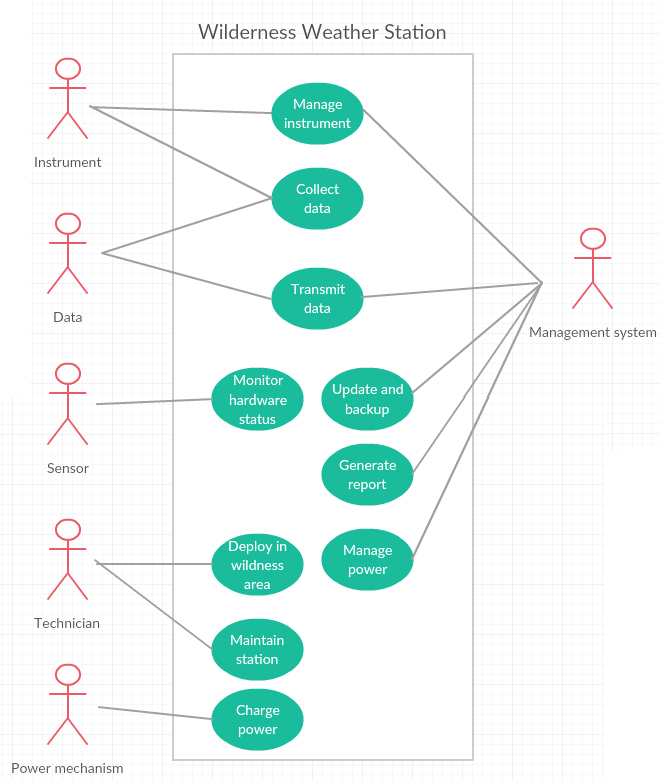 Wilderness Weather Station
Manage
instrument
Instrument
Collect
data
Data
Transmit
data
Management system
Monitor
hardware
status
Update and
backup
Sensor
Generate
report
Deploy in
wildness
area
Manage
power
Technician
Maintain
station
Charge
power
Power mechanism